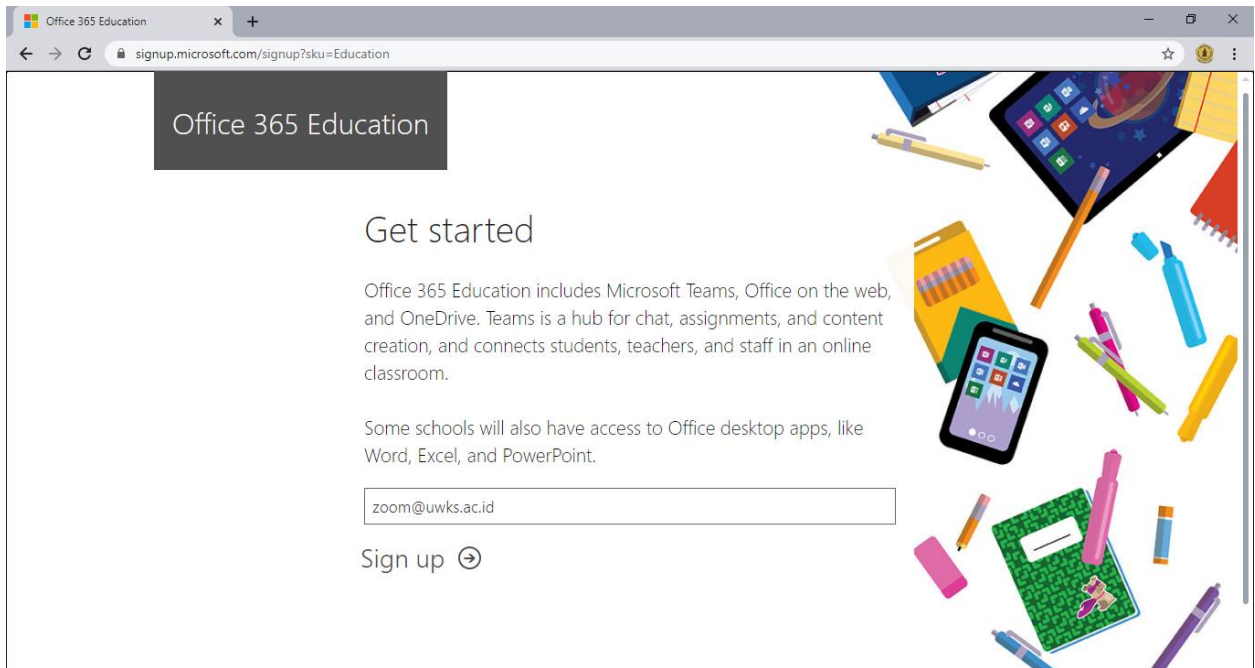 Office 365 Education
signup.microsoft.com/signup?sku=Education
Office 365 Education
Get started
Office 365 Education includes Microsoft Teams, Office on the web,
and OneDrive. Teams is a hub for chat, assignments, and content
creation, and connects students, teachers, and staff in an online
classroom.
Some schools will also have access to Office desktop apps, like
Word, Excel, and PowerPoint.
zoom@uwks.ac.id
Sign up